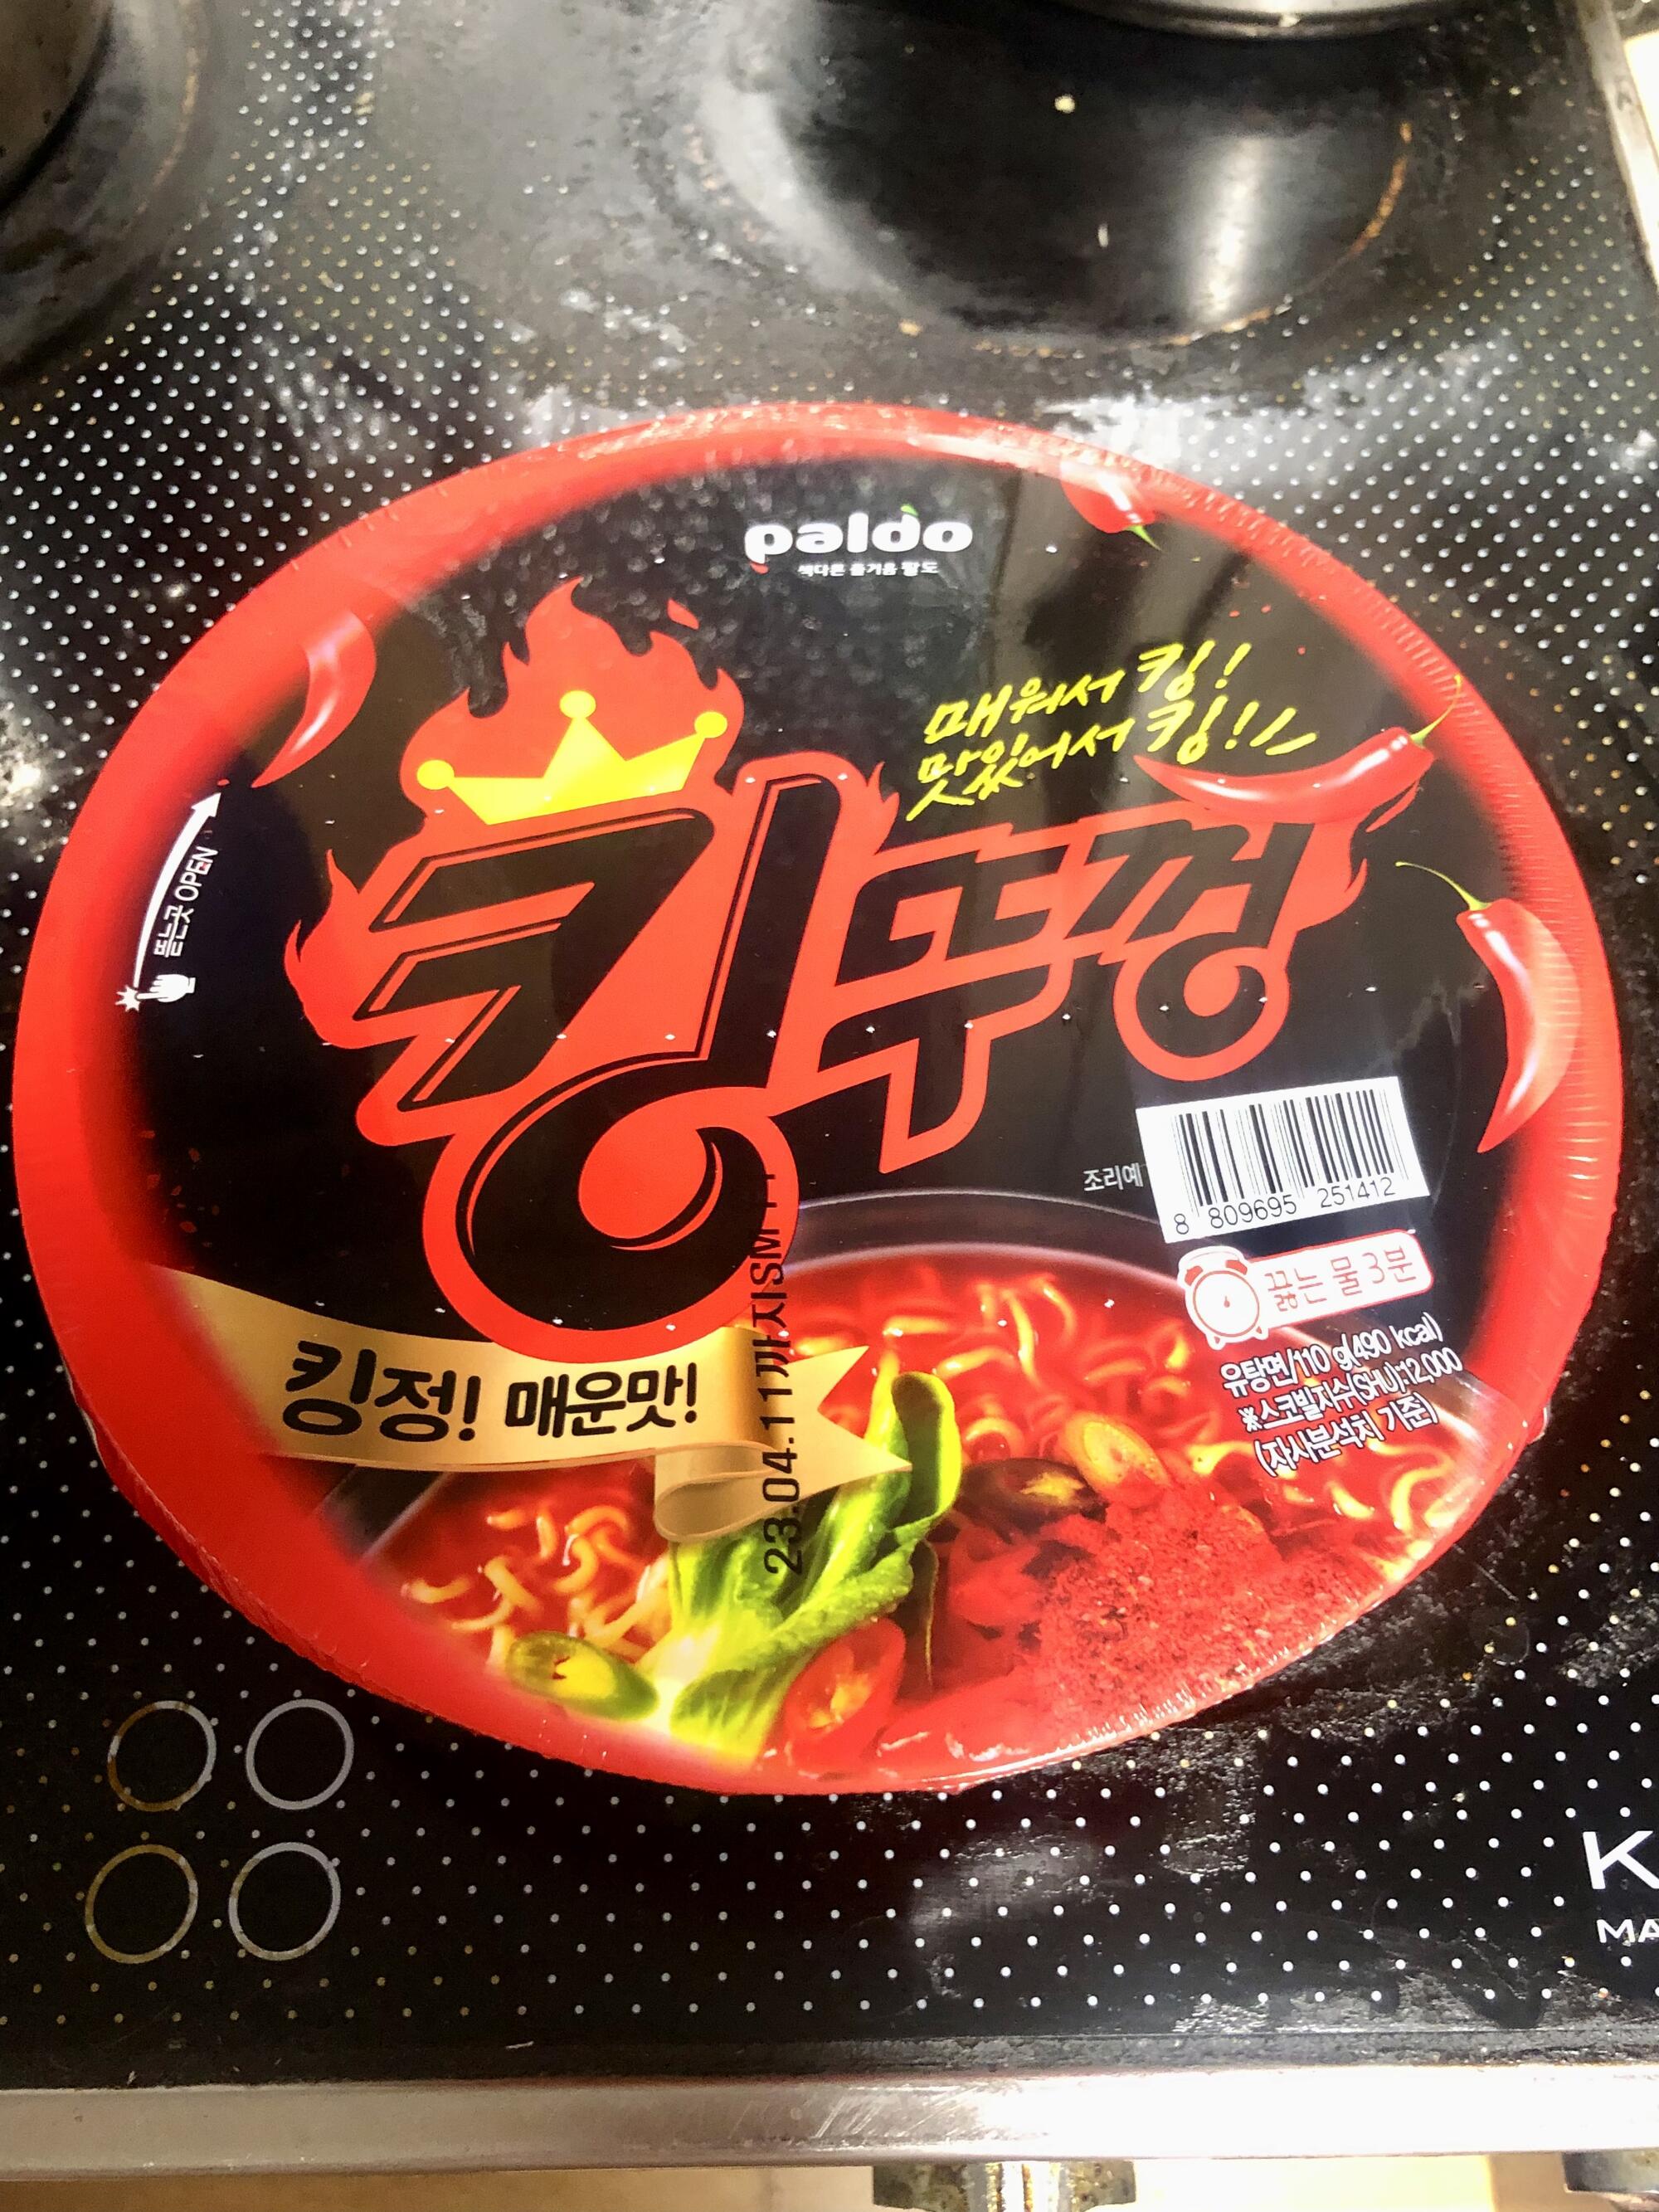 paldo
색다른 즐거움 팔도
매워서 킹!
맛있어서 킹!!
킹뚜껑
뜯는곳 OPEN
조리예
8 809695 251412
끓는 물 3분
유탕면/110 g(490 kcal)
※스코빌지수(SHU):12,000
(자사분석치 기준)
킹정! 매운맛!
23.04.11까지SM
K
MA